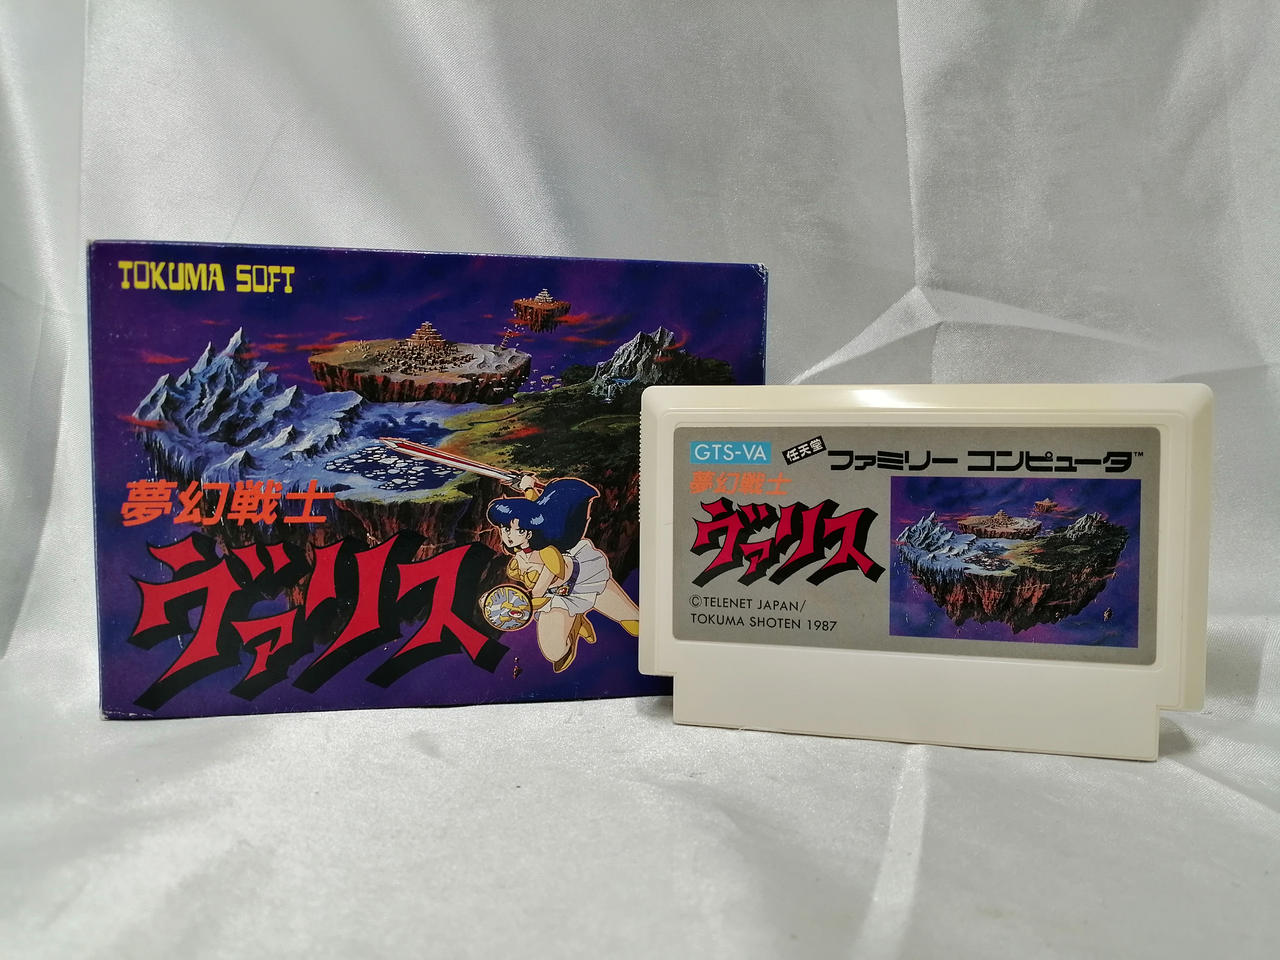 TOKUMA SOFT
夢幻戦士
ヴァリス
GTS-VA
任天堂
ファミリー コンピュータ™
夢幻戦士
ヴァリス
©TELENET JAPAN/
TOKUMA SHOTEN 1987